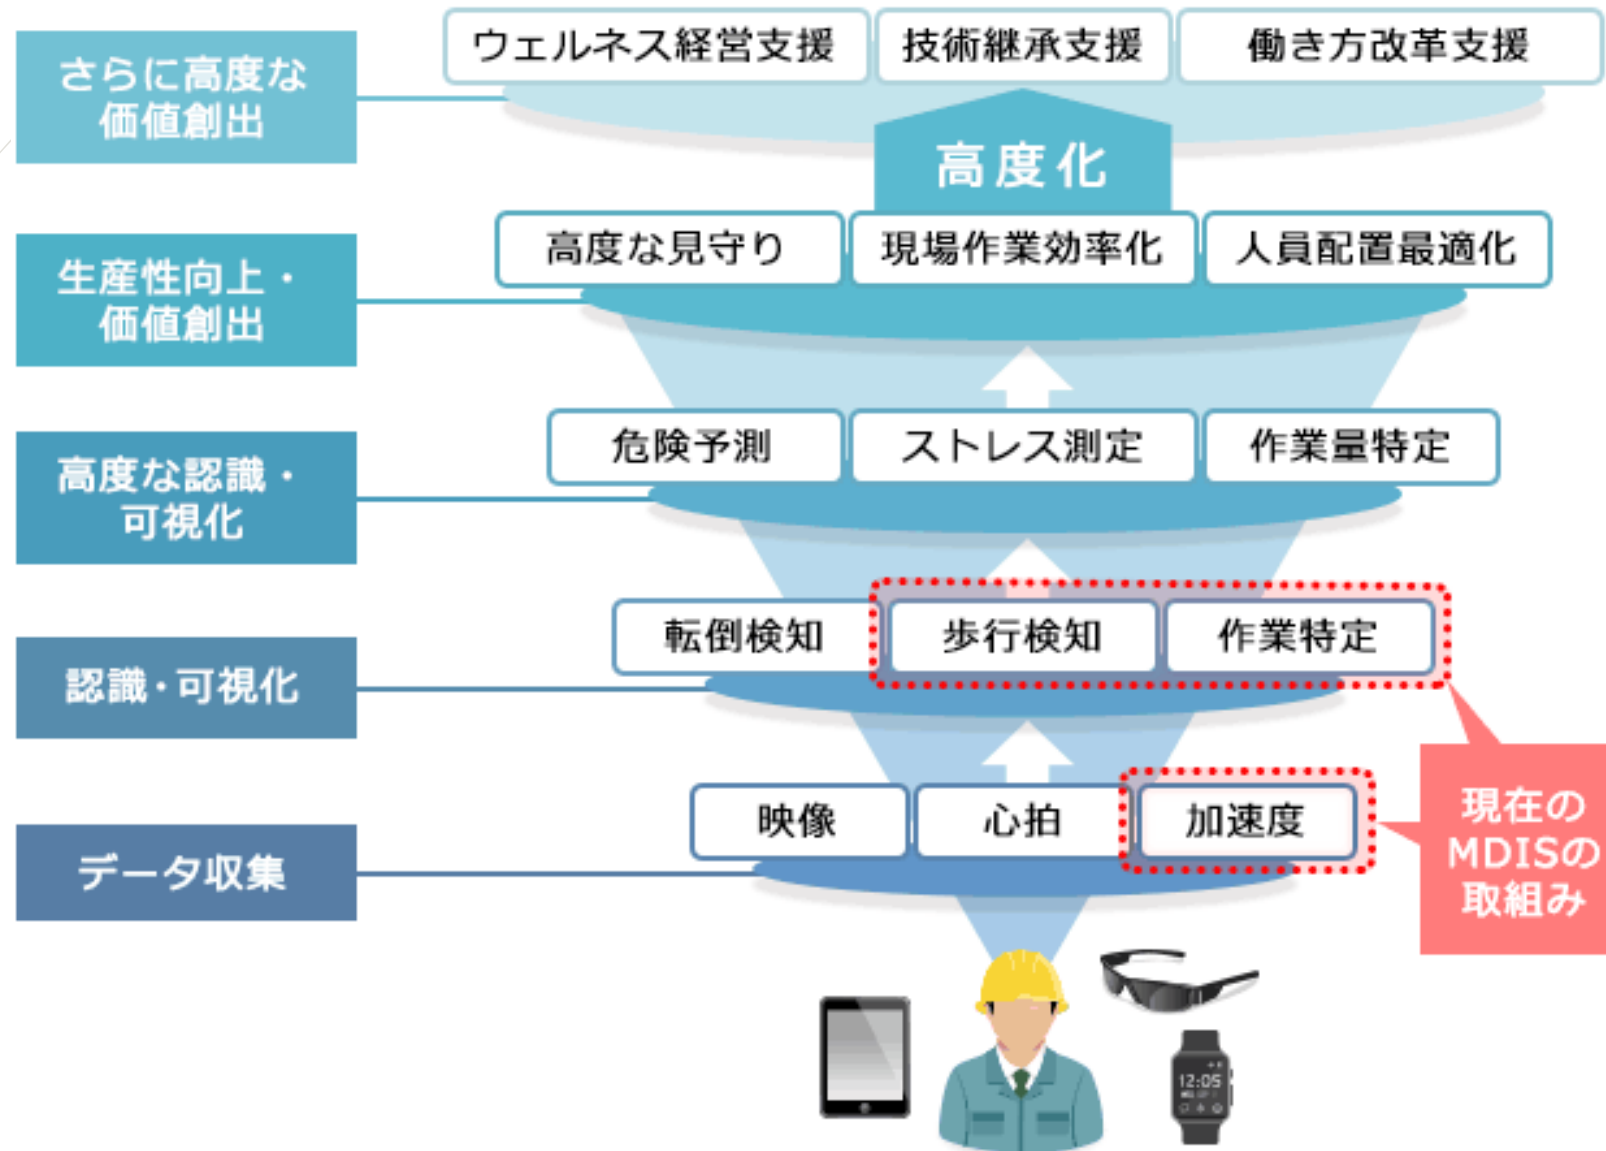 さらに高度な
価値創出
ウェルネス経営支援
技術継承支援
働き方改革支援
高度化
生産性向上・
価値創出
高度な見守り
現場作業効率化
人員配置最適化
高度な認識・
可視化
危険予測
ストレス測定
作業量特定
認識・可視化
転倒検知
歩行検知
作業特定
データ収集
映像
心拍
加速度
現在の
MDISの
取組み
12:05